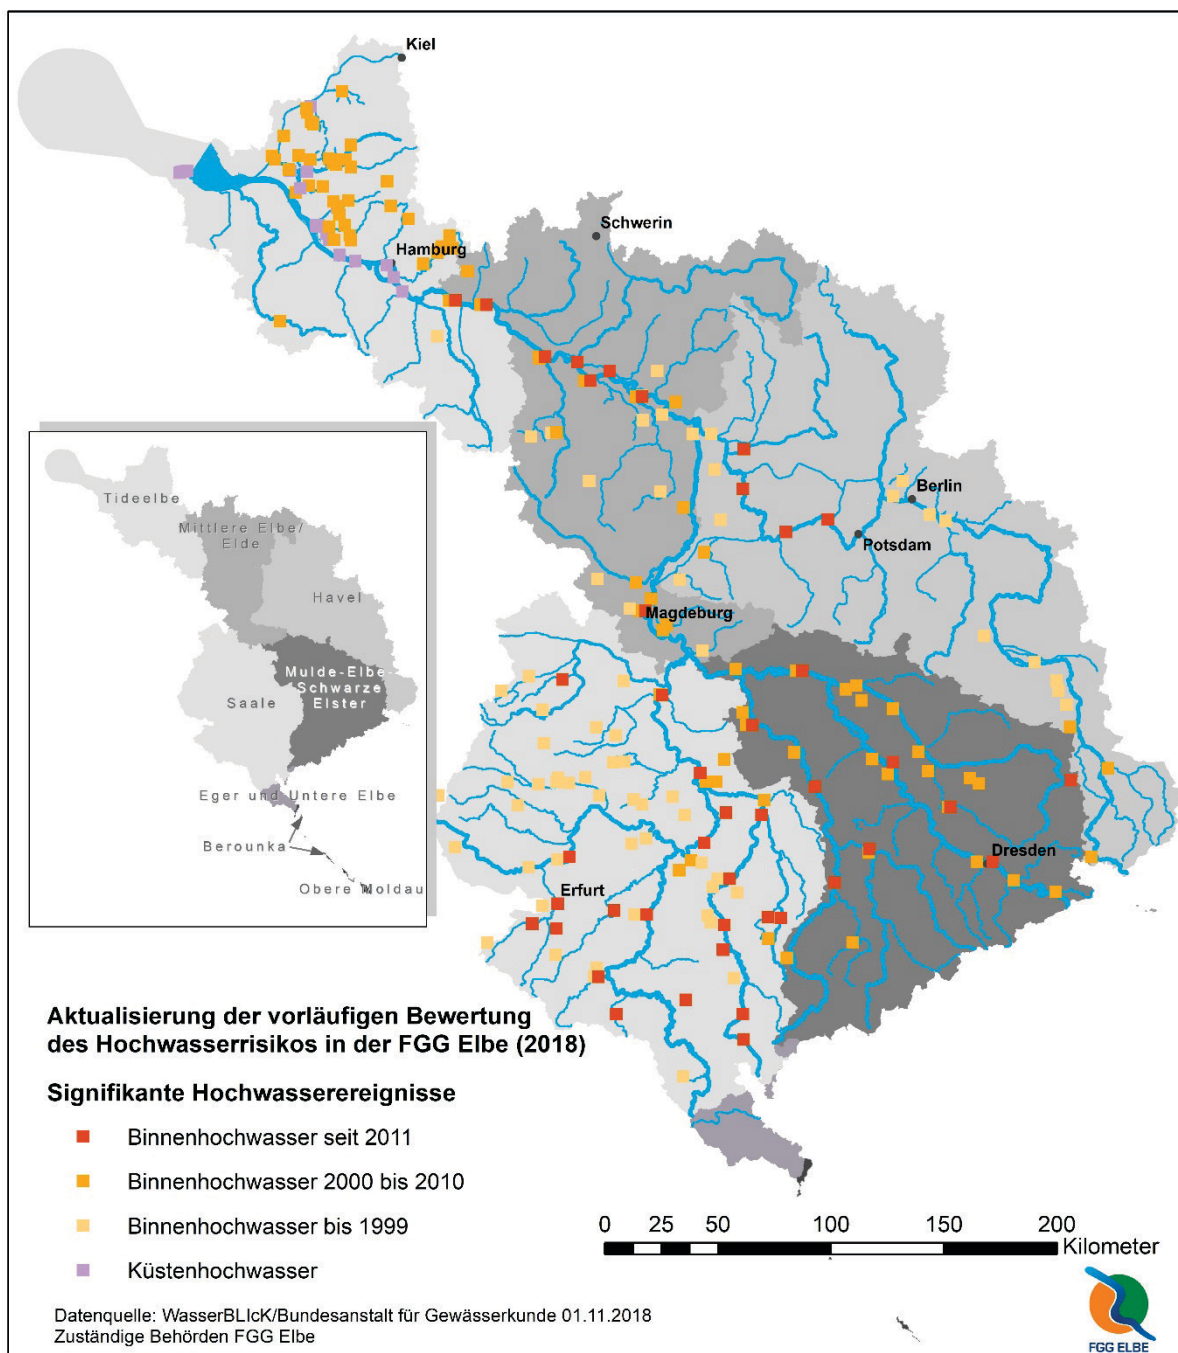 Kiel
Schwerin
Hamburg
Berlin
Potsdam
Magdeburg
Dresden
Erfurt
Tideelbe
Mittlere Elbe/
Elde
Havel
Mulde-Elbe-
Schwarze
Elster
Saale
Eger und Untere Elbe
Berounka
Obere Moldau
Aktualisierung der vorläufigen Bewertung
des Hochwasserrisikos in der FGG Elbe (2018)
Signifikante Hochwasserereignisse
Binnenhochwasser seit 2011
Binnenhochwasser 2000 bis 2010
Binnenhochwasser bis 1999
Küstenhochwasser
0 25 50 100 150 200
Kilometer
Datenquelle: WasserBLIcK/Bundesanstalt für Gewässerkunde 01.11.2018
Zuständige Behörden FGG Elbe
FGG ELBE